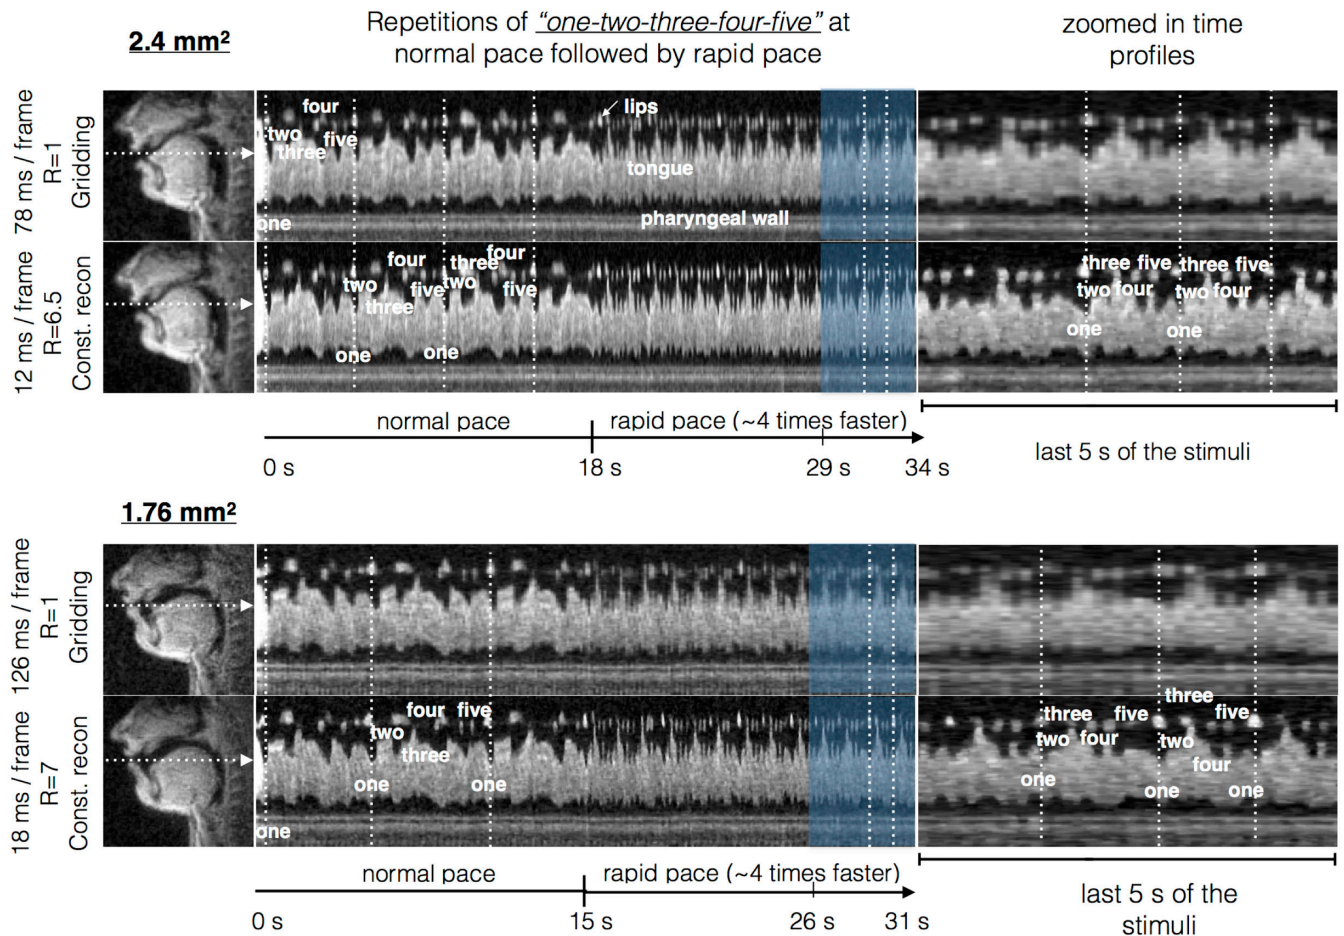 2.4 mm²
Repetitions of "one-two-three-four-five" at
normal pace followed by rapid pace
zoomed in time
profiles
78 ms / frame
R=1
Gridding
four
two
five
three
one
lips
tongue
pharyngeal wall
12 ms / frame
R=6.5
Const. recon
four
four
three
two
two
five
five
three
one
one
three five
three five
two four
two four
one
one
normal pace
rapid pace (~4 times faster)
0 s
18 s
29 s
34 s
last 5 s of the stimuli
1.76 mm²
126 ms / frame
R=1
Gridding
18 ms / frame
R=7
Const. recon
four five
two
three
one
one
one
three
three
five
five
two four
two
four
one
one
one
normal pace
rapid pace (~4 times faster)
0 s
15 s
26 s
31 s
last 5 s of the
stimuli